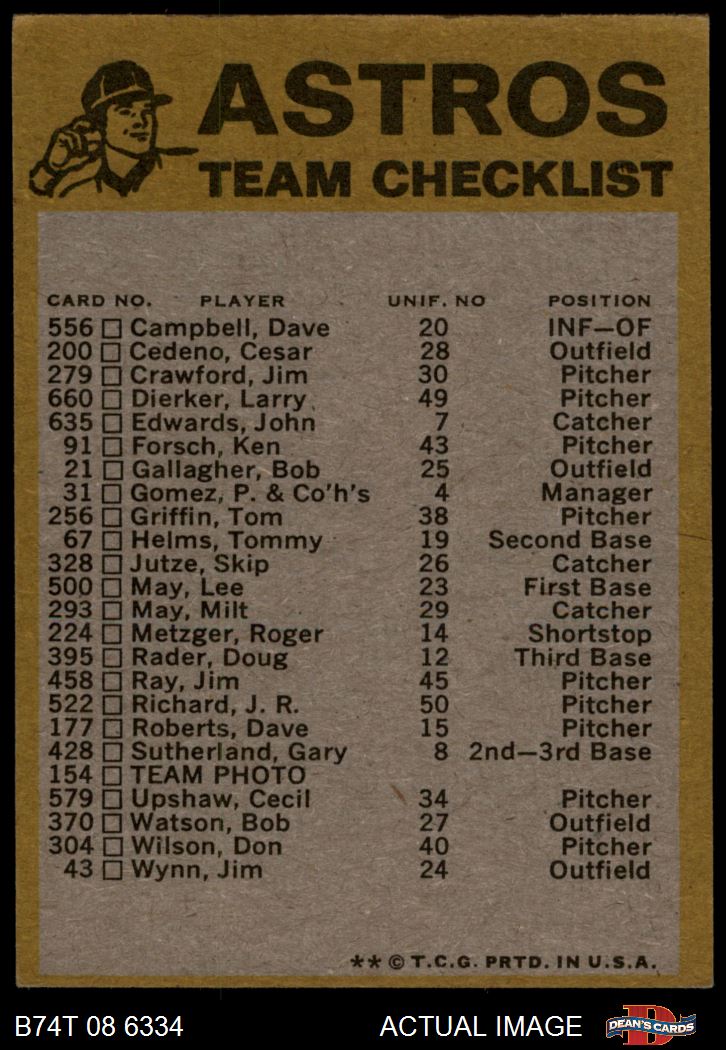 ASTROS
TEAM CHECKLIST
CARD NO. PLAYER UNIF. NO POSITION
556 Campbell, Dave 20 INF—OF
200 Cedeno, Cesar 28 Outfield
279 Crawford, Jim 30 Pitcher
660 Dierker, Larry 49 Pitcher
635 Edwards, John 7 Catcher
91 Forsch, Ken 43 Pitcher
21 Gallagher, Bob 25 Outfield
31 Gomez, P. & Co'h's 4 Manager
256 Griffin, Tom 38 Pitcher
67 Helms, Tommy 19 Second Base
328 Jutze, Skip 26 Catcher
500 May, Lee 23 First Base
293 May, Milt 29 Catcher
224 Metzger, Roger 14 Shortstop
395 Rader, Doug 12 Third Base
458 Ray, Jim 45 Pitcher
522 Richard, J. R. 50 Pitcher
177 Roberts, Dave 15 Pitcher
428 Sutherland, Gary 8 2nd—3rd Base
154 TEAM PHOTO
579 Upshaw, Cecil 34 Pitcher
370 Watson, Bob 27 Outfield
304 Wilson, Don 40 Pitcher
43 Wynn, Jim 24 Outfield
** © T.C.G. PRTD. IN U.S.A.
B74T 08 6334 ACTUAL IMAGE DEAN'S CARDS